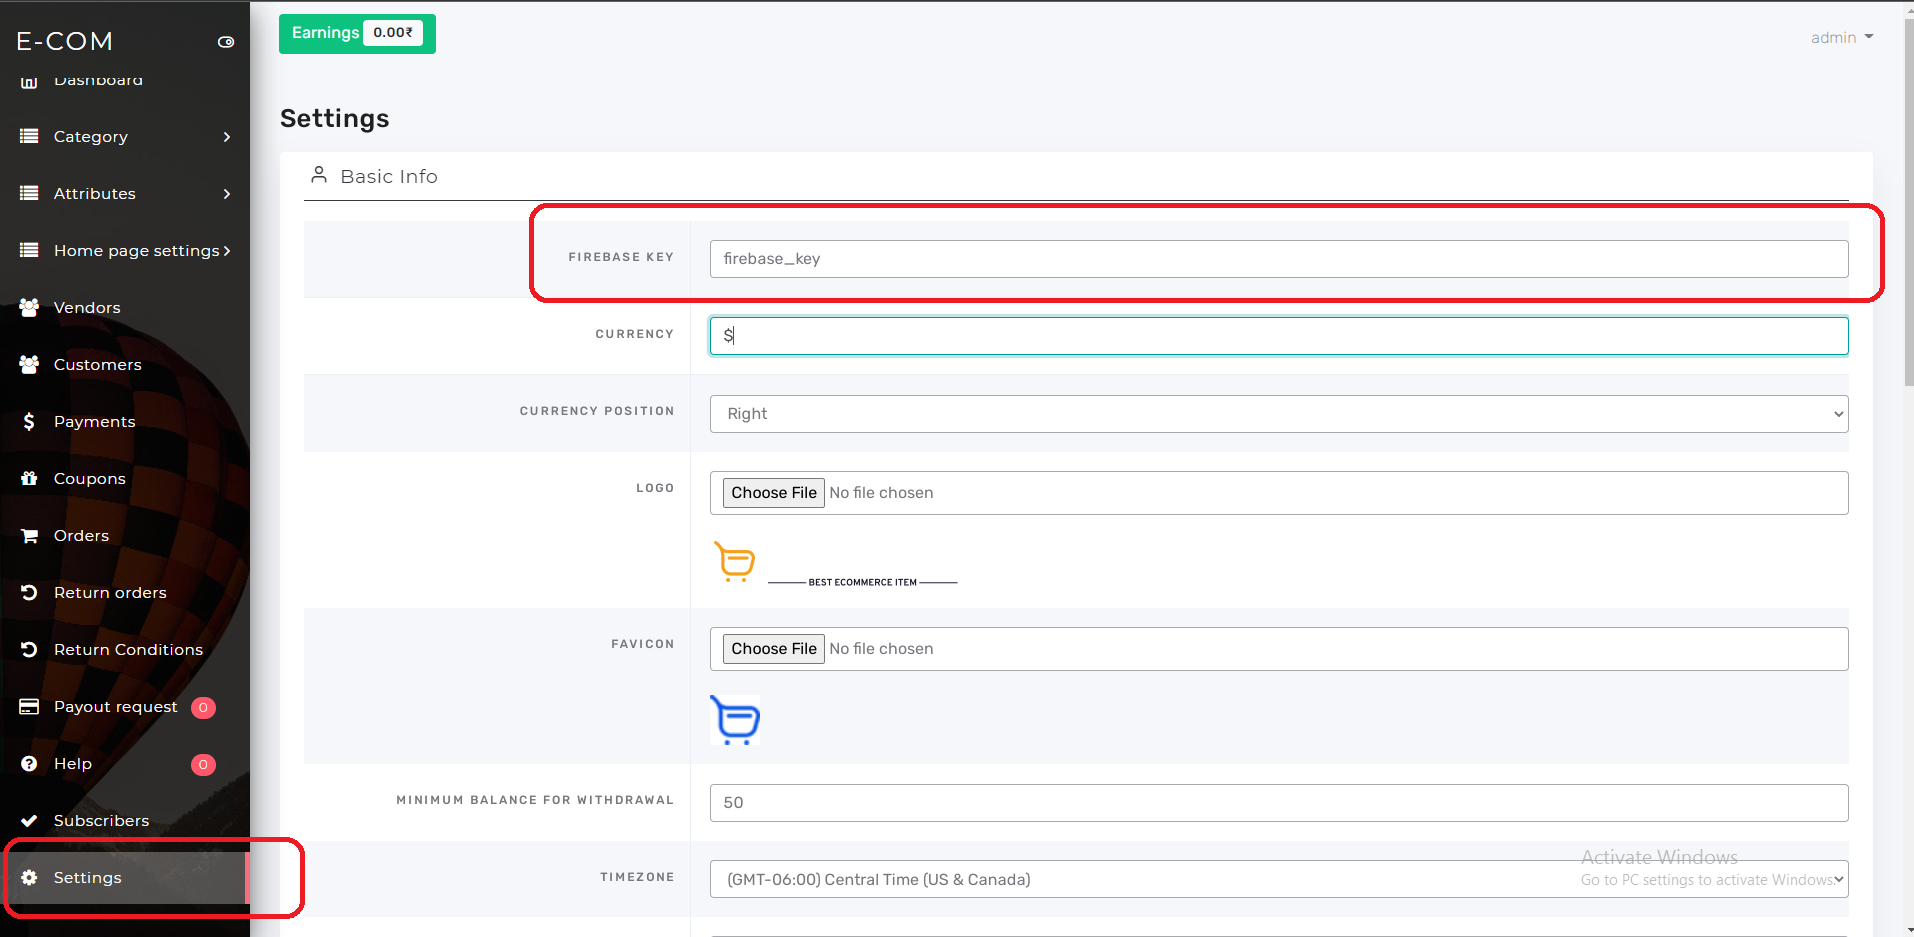 E-COM
Dashboard
Category
Attributes
Home page settings
Vendors
Customers
Payments
Coupons
Orders
Return orders
Return Conditions
Payout request 0
Help 0
Subscribers
Settings
Earnings 0.00₹
admin
Settings
Basic Info
FIREBASE KEY
firebase_key
CURRENCY
$
CURRENCY POSITION
Right
LOGO
Choose File No file chosen
BEST ECOMMERCE ITEM
FAVICON
Choose File No file chosen
MINIMUM BALANCE FOR WITHDRAWAL
50
TIMEZONE
(GMT-06:00) Central Time (US & Canada)
Activate Windows
Go to PC settings to activate Windows.